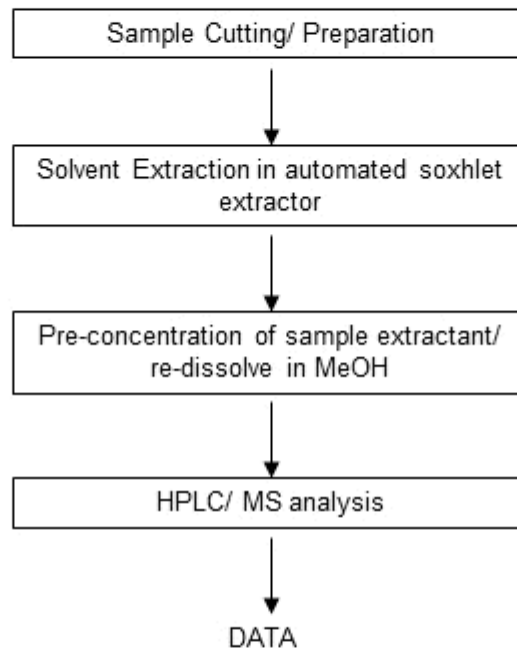 Sample Cutting/ Preparation
Solvent Extraction in automated soxhlet
extractor
Pre-concentration of sample extractant/
re-dissolve in MeOH
HPLC/ MS analysis
DATA